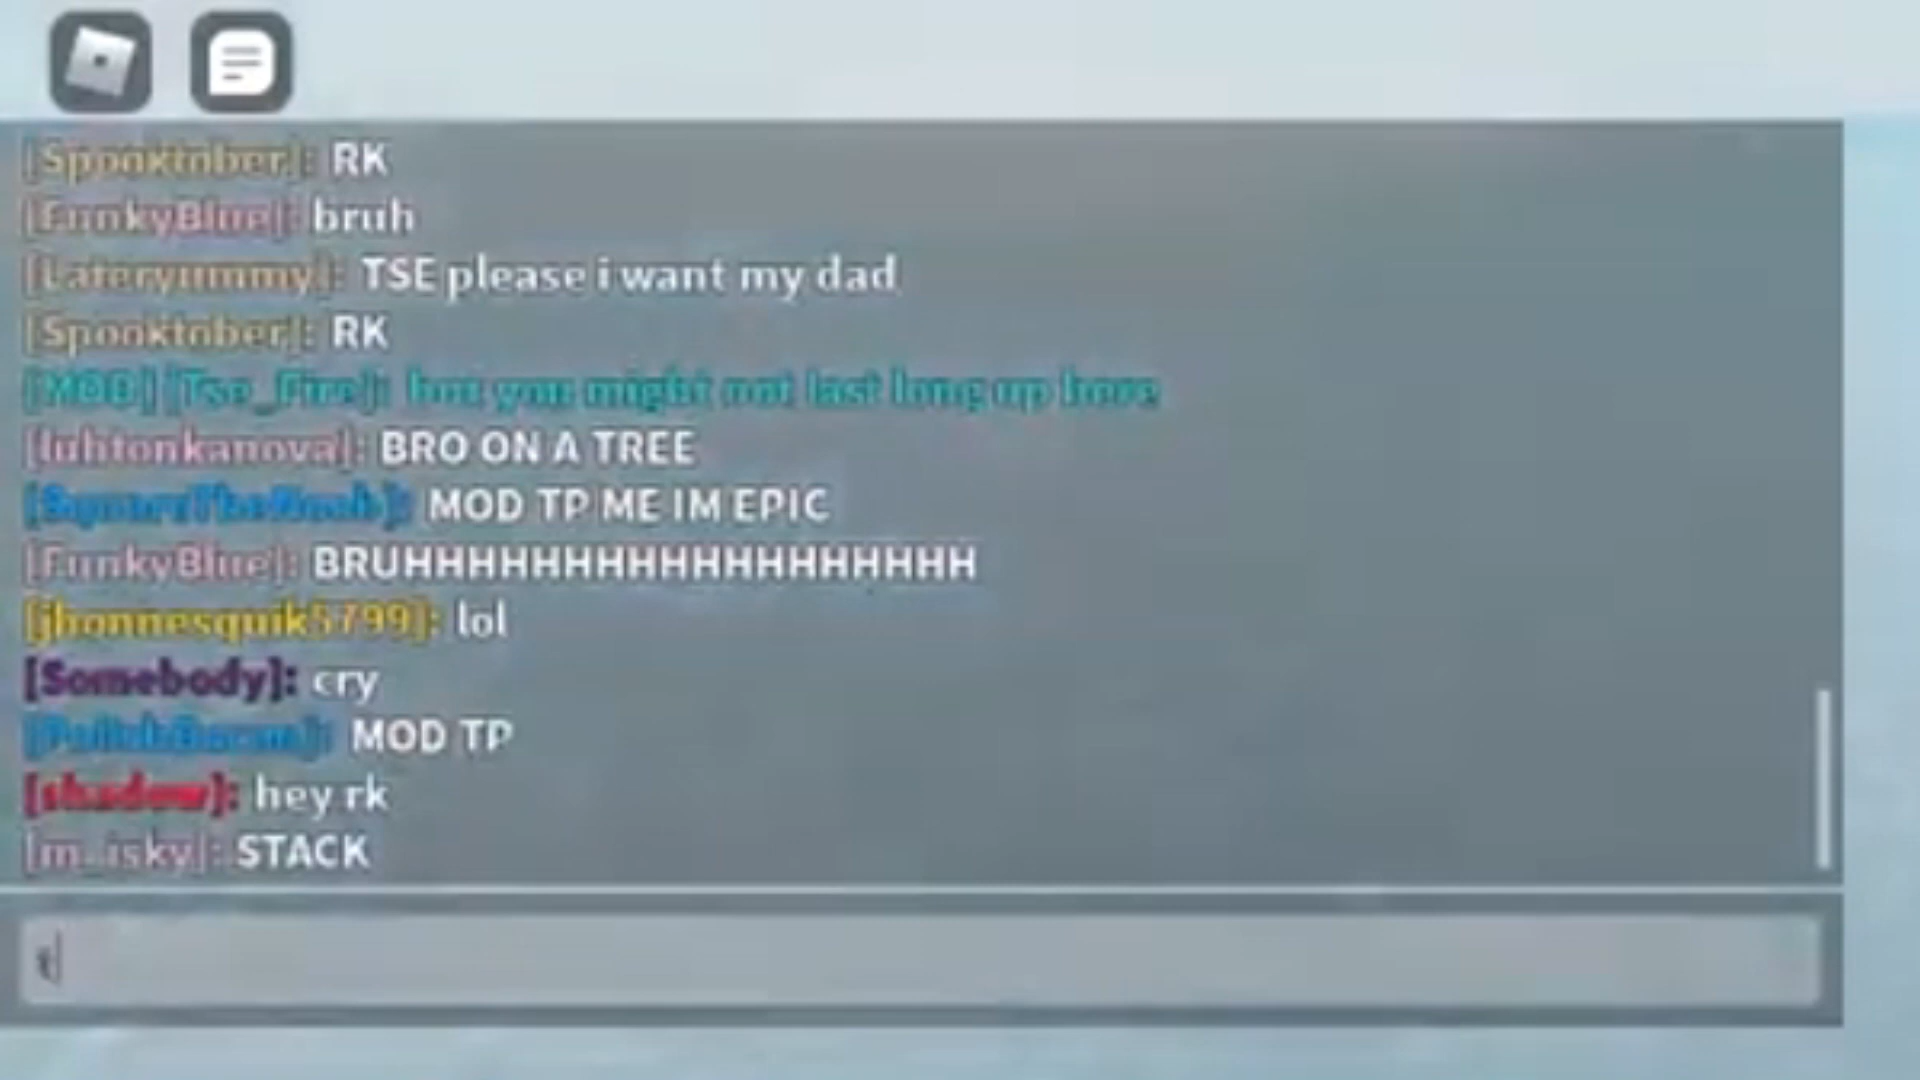 [Spooktober]: RK
[FunkyBlue]: bruh
[Lateryummy]: TSE please i want my dad
[Spooktober]: RK
[MOD] [Tse_Fire]: but you might not last long up here
[luhtonkanova]: BRO ON A TREE
[SquareTheNoob]: MOD TP ME IM EPIC
[FunkyBlue]: BRUHHHHHHHHHHHHHHHHHH
[jhonnesquik5799]: lol
[Somebody]: cry
MOD TP
[shadow]: hey rk
[m_isky]: STACK